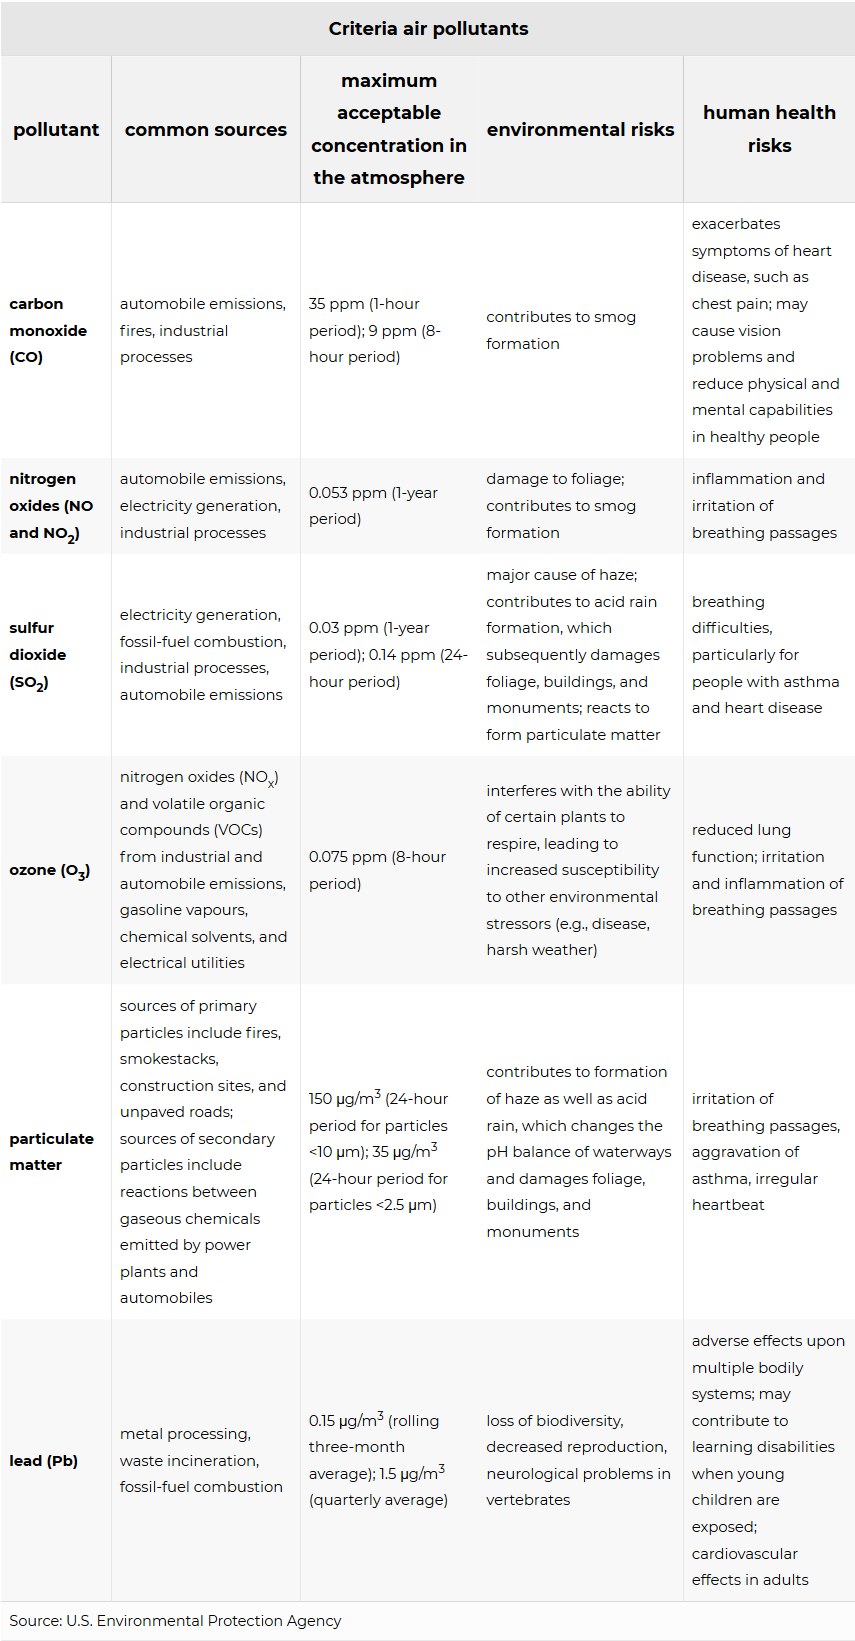 Criteria air pollutants
pollutant
common sources
maximum
acceptable
concentration in
the atmosphere
environmental risks
human health
risks
carbon
monoxide
(CO)
automobile emissions,
fires, industrial
processes
35 ppm (1-hour
period); 9 ppm (8-
hour period)
contributes to smog
formation
exacerbates
symptoms of heart
disease, such as
chest pain; may
cause vision
problems and
reduce physical and
mental capabilities
in healthy people
nitrogen
oxides (NO
and NO₂)
automobile emissions,
electricity generation,
industrial processes
0.053 ppm (1-year
period)
damage to foliage;
contributes to smog
formation
inflammation and
irritation of
breathing passages
sulfur
dioxide
(SO₂)
electricity generation,
fossil-fuel combustion,
industrial processes,
automobile emissions
0.03 ppm (1-year
period); 0.14 ppm (24-
hour period)
major cause of haze;
contributes to acid rain
formation, which
subsequently damages
foliage, buildings, and
monuments; reacts to
form particulate matter
breathing
difficulties,
particularly for
people with asthma
and heart disease
ozone (O₃)
nitrogen oxides (NOₓ)
and volatile organic
compounds (VOCs)
from industrial and
automobile emissions,
gasoline vapours,
chemical solvents, and
electrical utilities
0.075 ppm (8-hour
period)
interferes with the ability
of certain plants to
respire, leading to
increased susceptibility
to other environmental
stressors (e.g., disease,
harsh weather)
reduced lung
function; irritation
and inflammation of
breathing passages
particulate
matter
sources of primary
particles include fires,
smokestacks,
construction sites, and
unpaved roads;
sources of secondary
particles include
reactions between
gaseous chemicals
emitted by power
plants and
automobiles
150 μg/m³ (24-hour
period for particles
<10 μm); 35 μg/m³
(24-hour period for
particles <2.5 μm)
contributes to formation
of haze as well as acid
rain, which changes the
pH balance of waterways
and damages foliage,
buildings, and
monuments
irritation of
breathing passages,
aggravation of
asthma, irregular
heartbeat
lead (Pb)
metal processing,
waste incineration,
fossil-fuel combustion
0.15 μg/m³ (rolling
three-month
average); 1.5 μg/m³
(quarterly average)
loss of biodiversity,
decreased reproduction,
neurological problems in
vertebrates
adverse effects upon
multiple bodily
systems; may
contribute to
learning disabilities
when young
children are
exposed;
cardiovascular
effects in adults
Source: U.S. Environmental Protection Agency